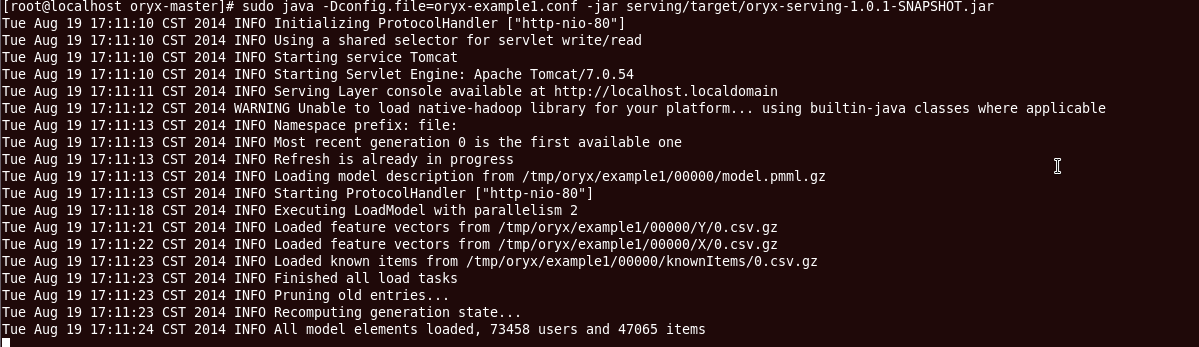 [root@localhost oryx-master]# sudo java -Dconfig.file=oryx-example1.conf -jar serving/target/oryx-serving-1.0.1-SNAPSHOT.jar
Tue Aug 19 17:11:10 CST 2014 INFO Initializing ProtocolHandler ["http-nio-80"]
Tue Aug 19 17:11:10 CST 2014 INFO Using a shared selector for servlet write/read
Tue Aug 19 17:11:10 CST 2014 INFO Starting service Tomcat
Tue Aug 19 17:11:10 CST 2014 INFO Starting Servlet Engine: Apache Tomcat/7.0.54
Tue Aug 19 17:11:11 CST 2014 INFO Serving Layer console available at http://localhost.localdomain
Tue Aug 19 17:11:12 CST 2014 WARNING Unable to load native-hadoop library for your platform... using builtin-java classes where applicable
Tue Aug 19 17:11:13 CST 2014 INFO Namespace prefix: file:
Tue Aug 19 17:11:13 CST 2014 INFO Most recent generation 0 is the first available one
Tue Aug 19 17:11:13 CST 2014 INFO Refresh is already in progress
Tue Aug 19 17:11:13 CST 2014 INFO Loading model description from /tmp/oryx/example1/00000/model.pmml.gz
Tue Aug 19 17:11:13 CST 2014 INFO Starting ProtocolHandler ["http-nio-80"]
Tue Aug 19 17:11:18 CST 2014 INFO Executing LoadModel with parallelism 2
Tue Aug 19 17:11:21 CST 2014 INFO Loaded feature vectors from /tmp/oryx/example1/00000/Y/0.csv.gz
Tue Aug 19 17:11:22 CST 2014 INFO Loaded feature vectors from /tmp/oryx/example1/00000/X/0.csv.gz
Tue Aug 19 17:11:23 CST 2014 INFO Loaded known items from /tmp/oryx/example1/00000/knownItems/0.csv.gz
Tue Aug 19 17:11:23 CST 2014 INFO Finished all load tasks
Tue Aug 19 17:11:23 CST 2014 INFO Pruning old entries...
Tue Aug 19 17:11:23 CST 2014 INFO Recomputing generation state...
Tue Aug 19 17:11:24 CST 2014 INFO All model elements loaded, 73458 users and 47065 items